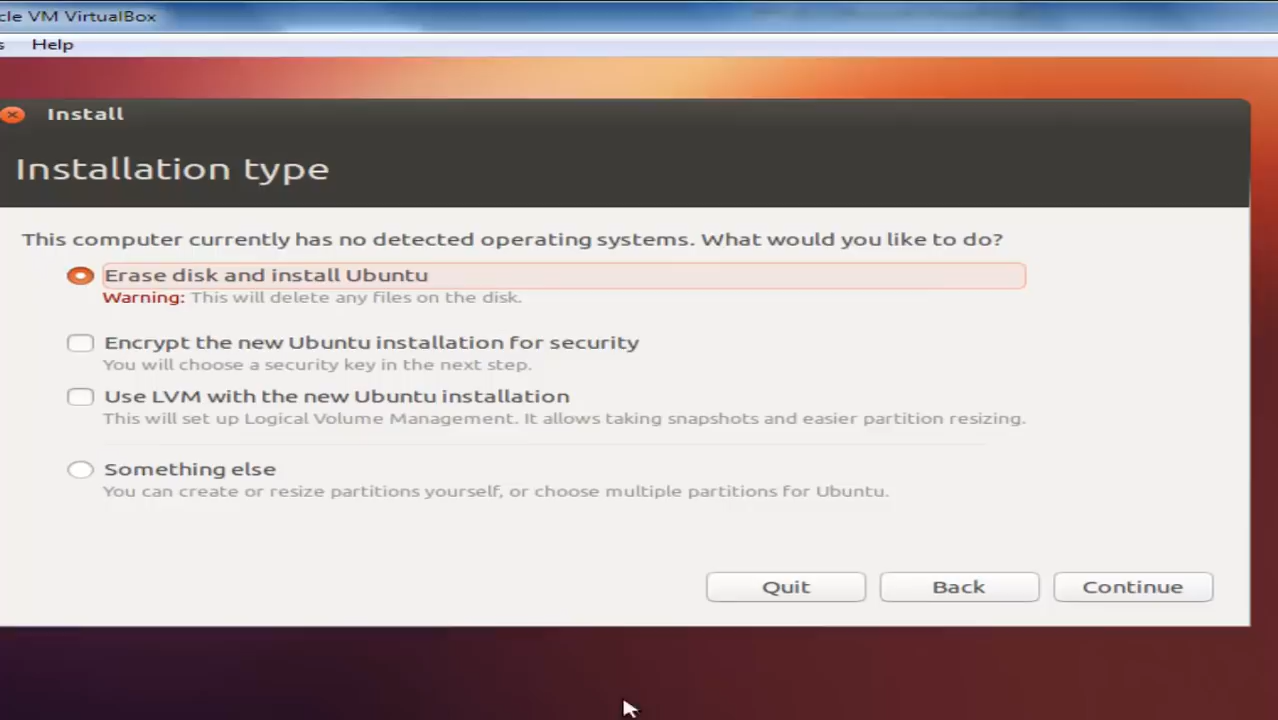 cle VM VirtualBox
s Help
Install
Installation type
This computer currently has no detected operating systems. What would you like to do?
Erase disk and install Ubuntu
Warning: This will delete any files on the disk.
Encrypt the new Ubuntu installation for security
You will choose a security key in the next step.
Use LVM with the new Ubuntu installation
This will set up Logical Volume Management. It allows taking snapshots and easier partition resizing.
Something else
You can create or resize partitions yourself, or choose multiple partitions for Ubuntu.
Quit Back Continue